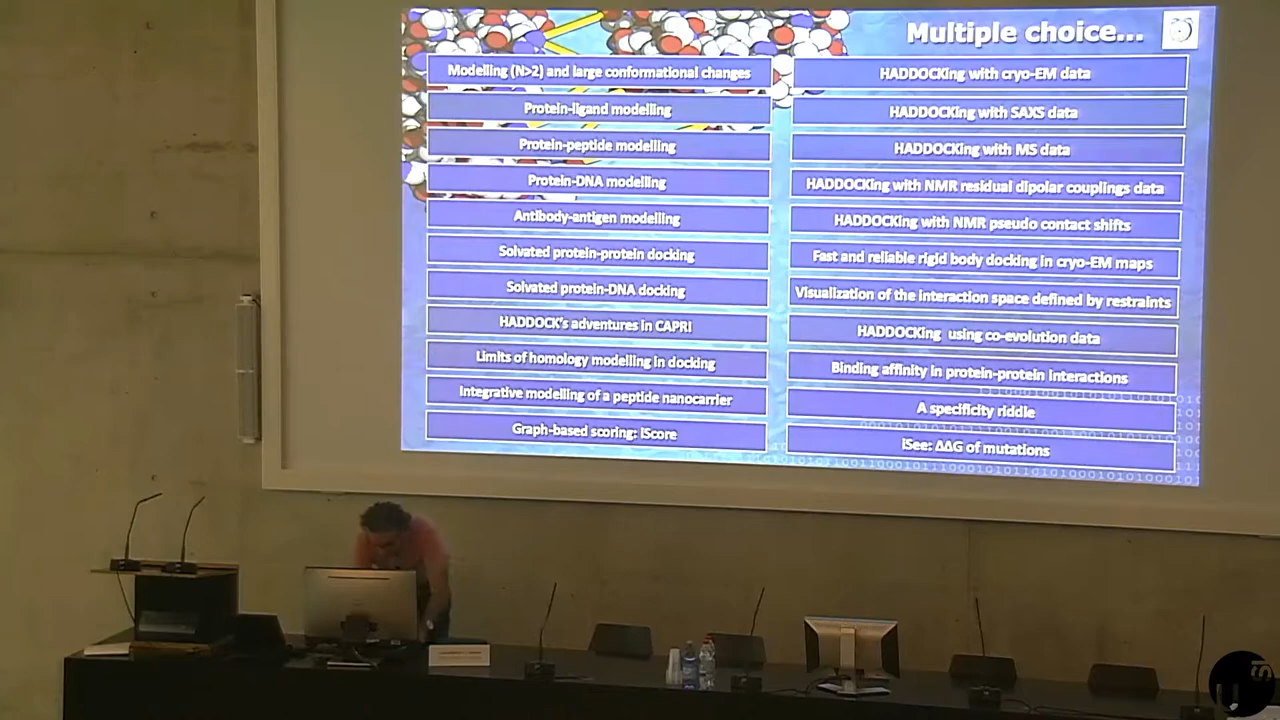 Multiple choice...
Modelling (N>2) and large conformational changes
Protein-ligand modelling
Protein-peptide modelling
Protein-DNA modelling
Antibody-antigen modelling
Solvated protein-protein docking
Solvated protein-DNA docking
HADDOCK's adventures in CAPRI
Limits of homology modelling in docking
Integrative modelling of a peptide nanocarrier
Graph-based scoring: iScore
HADDOCKing with cryo-EM data
HADDOCKing with SAXS data
HADDOCKing with MS data
HADDOCKing with NMR residual dipolar couplings data
HADDOCKing with NMR pseudo contact shifts
Fast and reliable rigid body docking in cryo-EM maps
Visualization of the interaction space defined by restraints
HADDOCKing using co-evolution data
Binding affinity in protein-protein interactions
A specificity riddle
iSee: ΔΔG of mutations